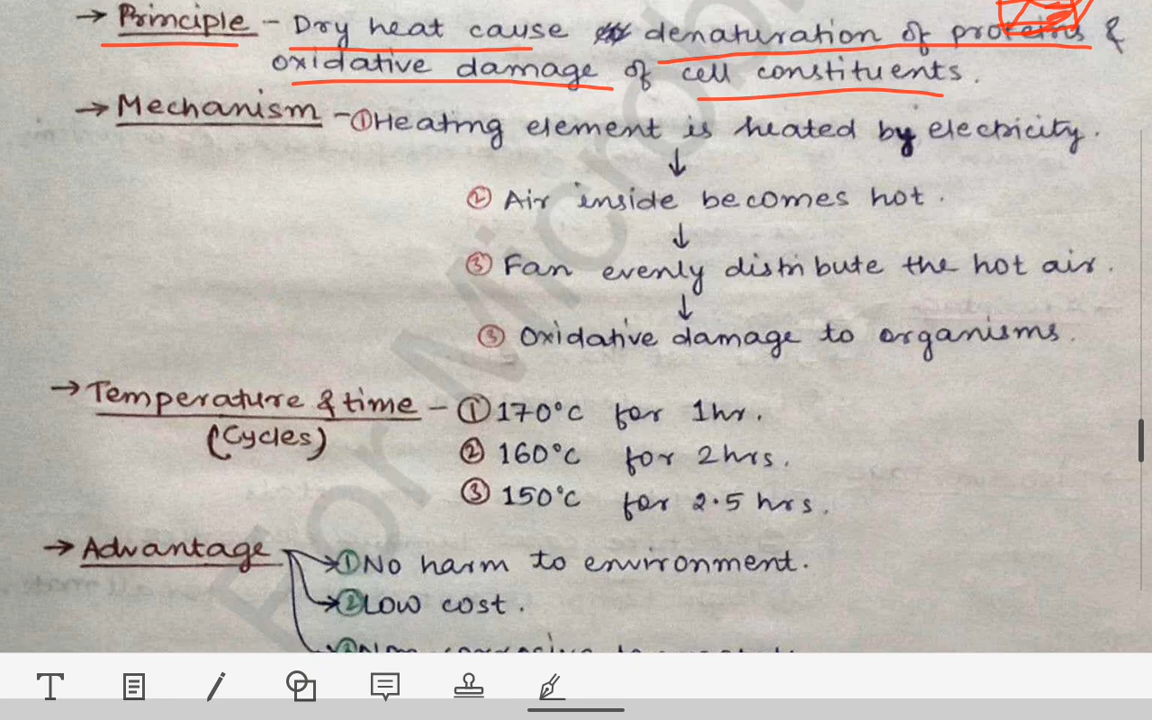 → Principle - Dry heat cause denaturation of proteins &
oxidative damage of cell constituents.
→ Mechanism - ① Heating element is heated by electricity.
↓
② Air inside becomes hot.
↓
③ Fan evenly distribute the hot air.
↓
③ Oxidative damage to organisms.
→ Temperature & time - ① 170°C for 1hr.
(Cycles)
② 160°C for 2hrs.
③ 150°C for 2.5 hrs.
→ Advantage → ① No harm to environment.
→ ② Low cost.
For Microbi
T